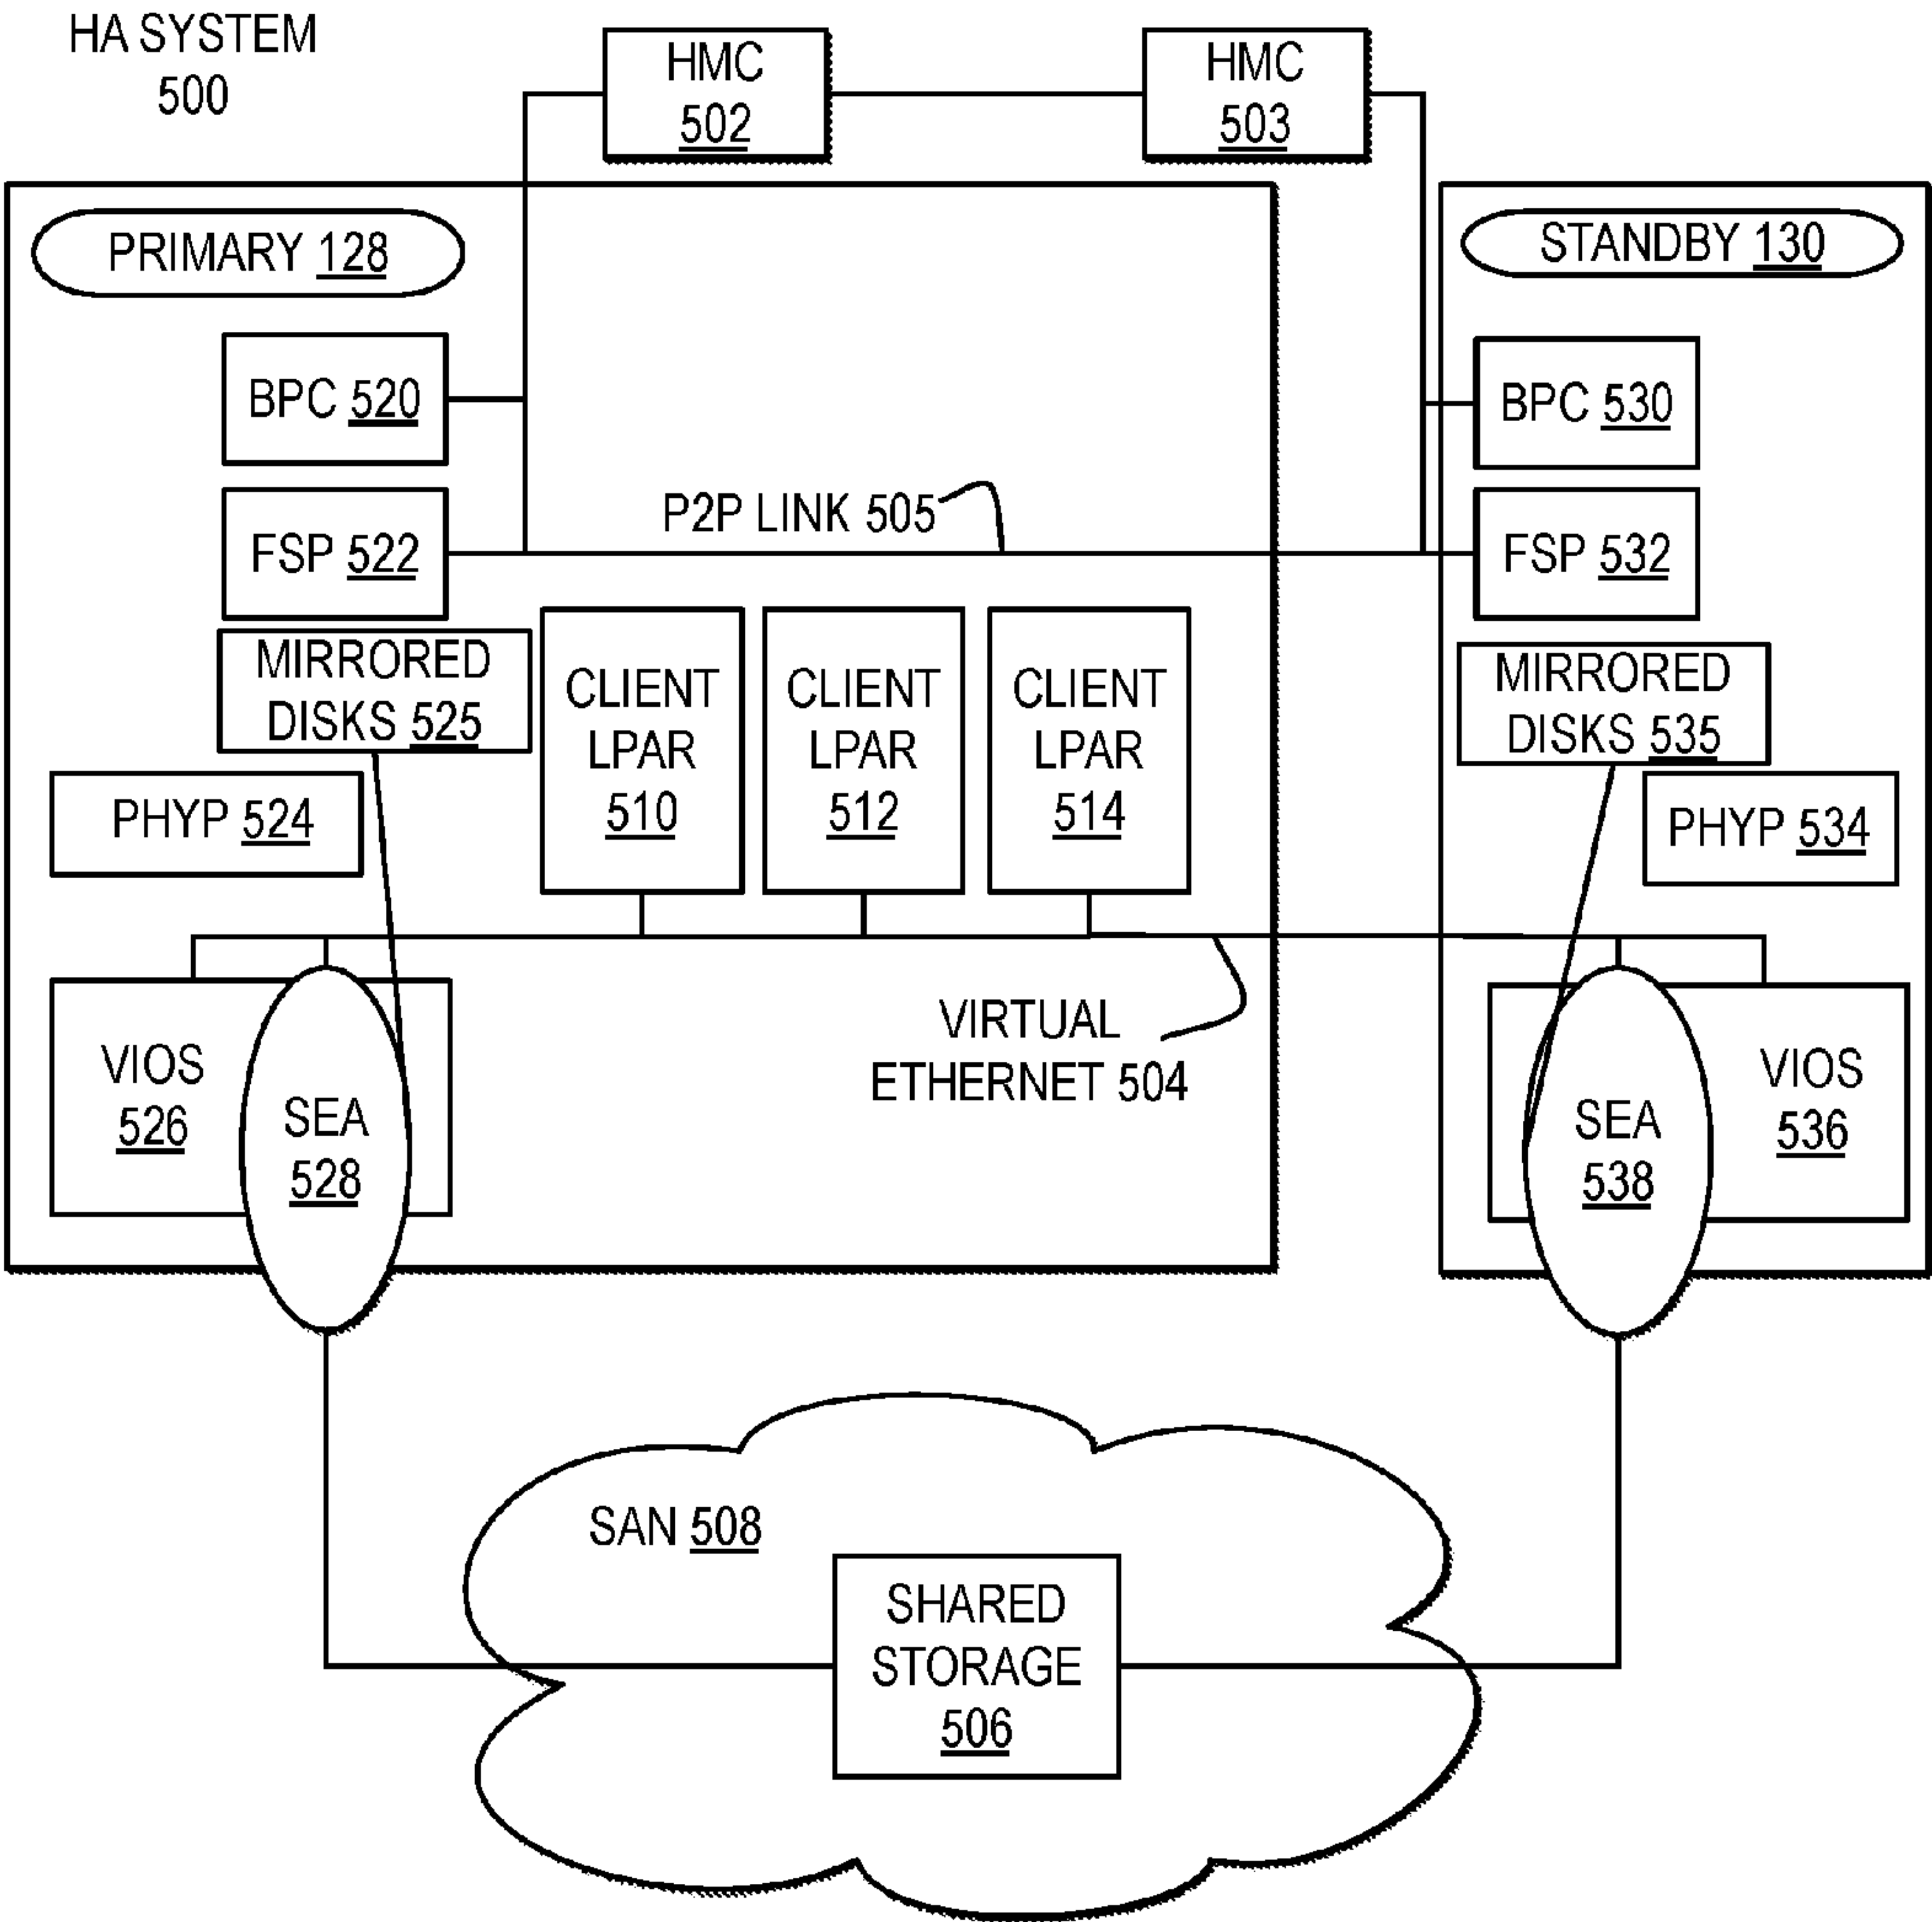 HA SYSTEM
500
HMC
502
HMC
503
PRIMARY 128
STANDBY 130
BPC 520
BPC 530
P2P LINK 505
FSP 522
FSP 532
MIRRORED
DISKS 525
CLIENT
LPAR
510
CLIENT
LPAR
512
CLIENT
LPAR
514
MIRRORED
DISKS 535
PHYP 524
PHYP 534
VIRTUAL
ETHERNET 504
VIOS
526
SEA
528
SEA
538
VIOS
536
SAN 508
SHARED
STORAGE
506